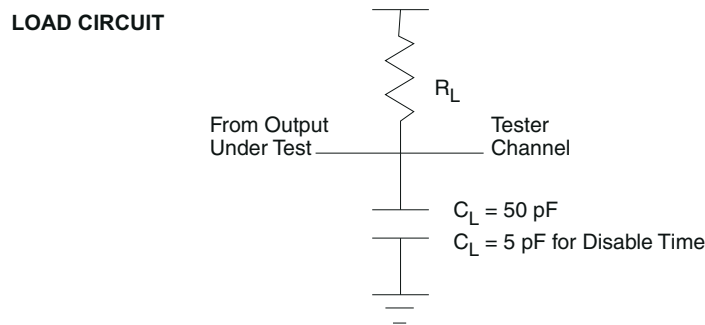 LOAD CIRCUIT
RL
From Output
Under Test
Tester
Channel
CL = 50 pF
CL = 5 pF for Disable Time